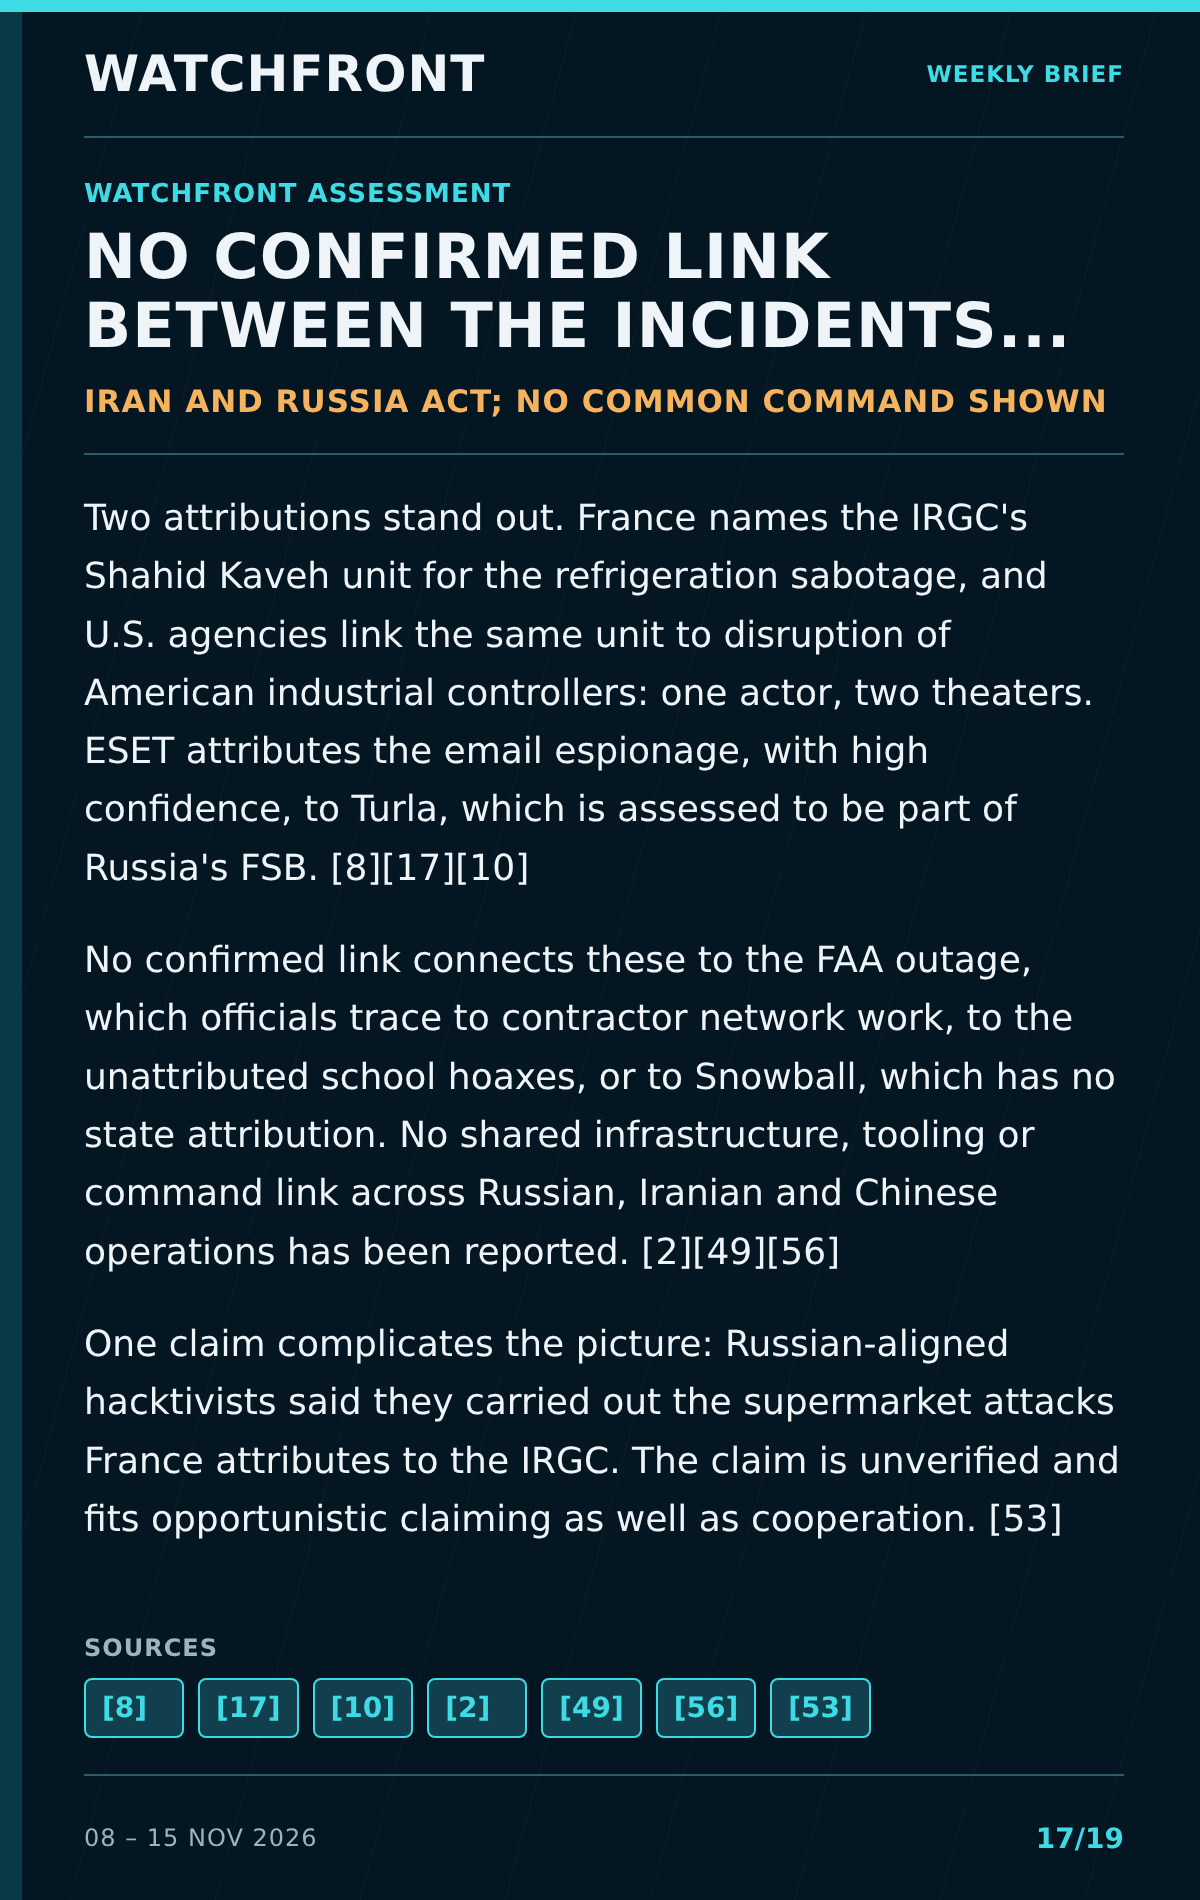 WATCHFRONT
WEEKLY BRIEF
WATCHFRONT ASSESSMENT
NO CONFIRMED LINK
BETWEEN THE INCIDENTS...
IRAN AND RUSSIA ACT; NO COMMON COMMAND SHOWN
Two attributions stand out. France names the IRGC's
Shahid Kaveh unit for the refrigeration sabotage, and
U.S. agencies link the same unit to disruption of
American industrial controllers: one actor, two theaters.
ESET attributes the email espionage, with high
confidence, to Turla, which is assessed to be part of
Russia's FSB. [8][17][10]
No confirmed link connects these to the FAA outage,
which officials trace to contractor network work, to the
unattributed school hoaxes, or to Snowball, which has no
state attribution. No shared infrastructure, tooling or
command link across Russian, Iranian and Chinese
operations has been reported. [2][49][56]
One claim complicates the picture: Russian-aligned
hacktivists said they carried out the supermarket attacks
France attributes to the IRGC. The claim is unverified and
fits opportunistic claiming as well as cooperation. [53]
SOURCES
[8] [17] [10] [2] [49] [56] [53]
08 – 15 NOV 2026
17/19